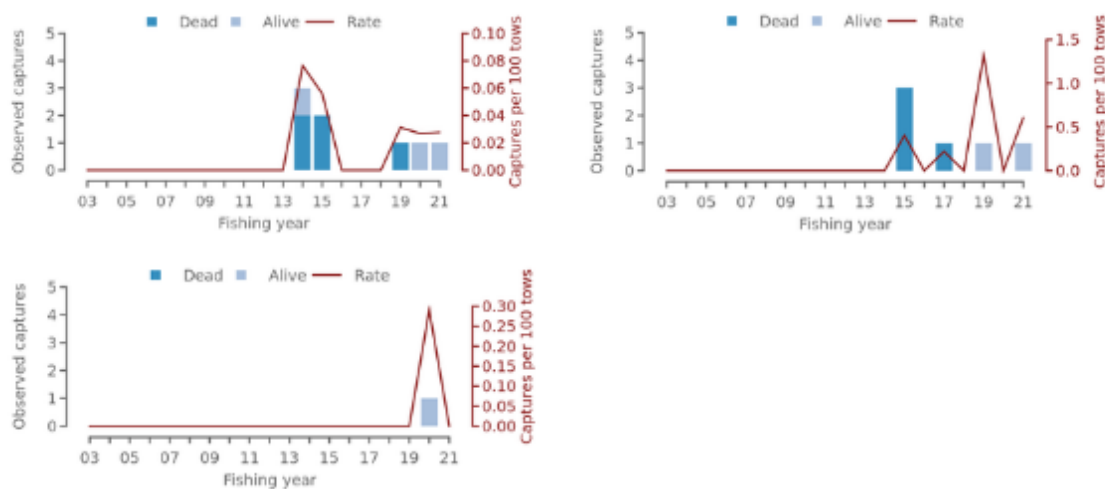 Dead Alive Rate
Observed captures
5
4
3
2
1
0
0.10
0.08
0.06
0.04
0.02
0.00
Captures per 100 tows
03 05 07 09 11 13 15 17 19 21
Fishing year
Dead Alive Rate
Observed captures
5
4
3
2
1
0
1.5
1.0
0.5
0.0
Captures per 100 tows
03 05 07 09 11 13 15 17 19 21
Fishing year
Dead Alive Rate
Observed captures
5
4
3
2
1
0
0.30
0.25
0.20
0.15
0.10
0.05
0.00
Captures per 100 tows
03 05 07 09 11 13 15 17 19 21
Fishing year